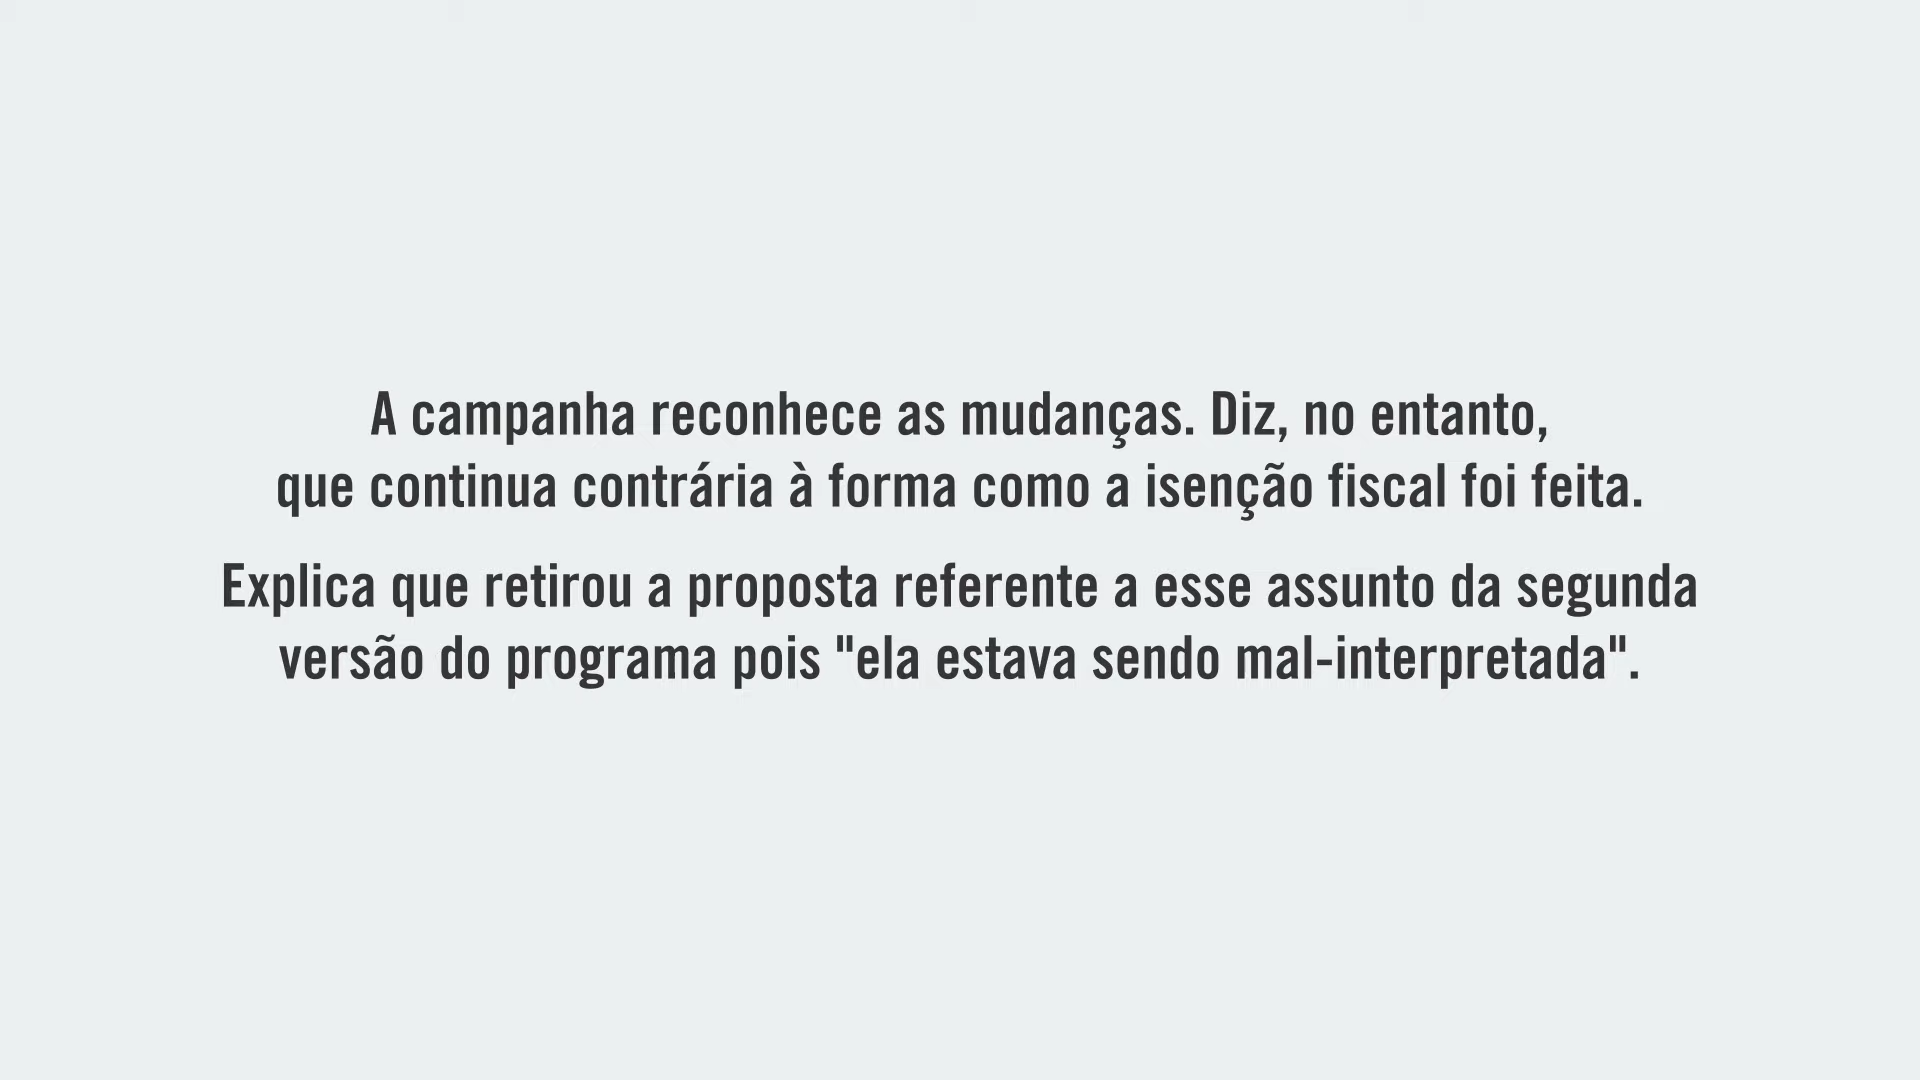 A campanha reconhece as mudanças. Diz, no entanto,
que continua contrária à forma como a isenção fiscal foi feita.
Explica que retirou a proposta referente a esse assunto da segunda
versão do programa pois "ela estava sendo mal-interpretada".